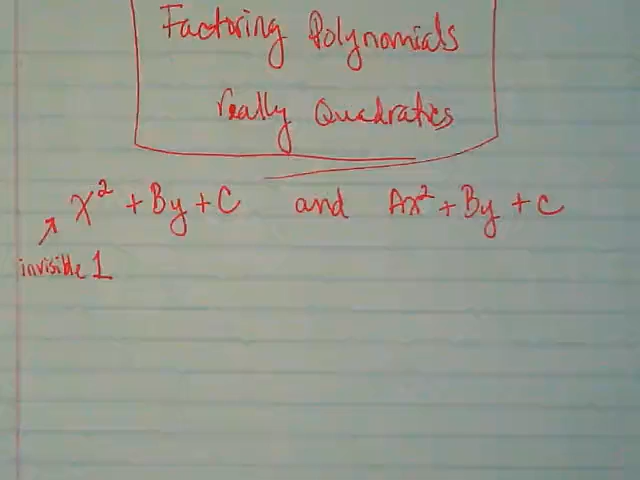 Factoring Polynomials
really Quadratics
x² + By + C and Ax² + By + C
invisible 1